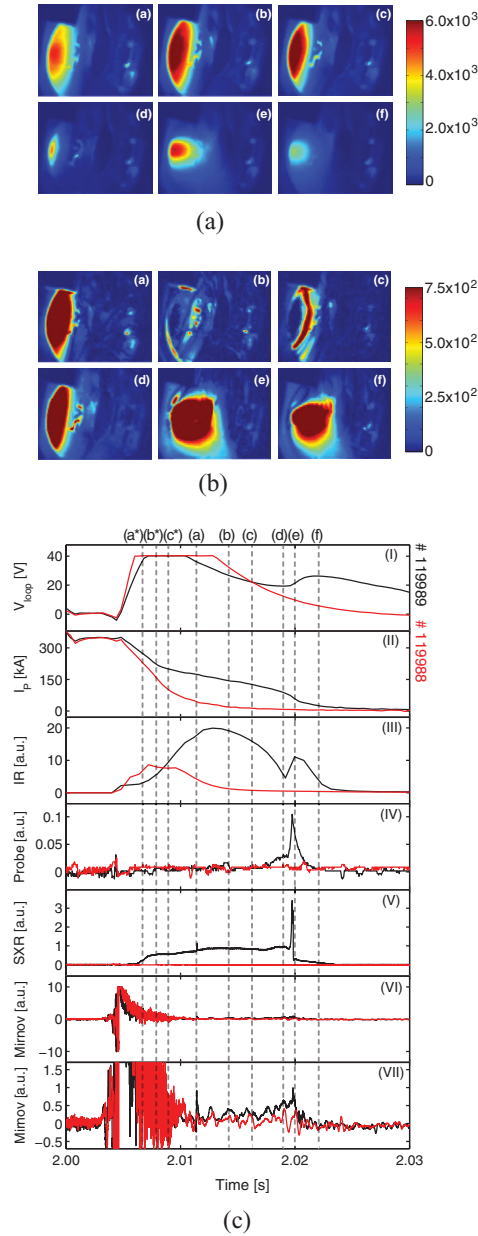 (a) (b) (c)
6.0x10³
4.0x10³
(d) (e) (f)
2.0x10³
0
(a)
(a) (b) (c)
7.5x10²
5.0x10²
(d) (e) (f)
2.5x10²
0
(b)
(a*) (b*) (c*) (a) (b) (c) (d) (e) (f)
# 119989
# 119988
V_loop [V]
40
20
0
(I)
I_P [kA]
300
150
0
(II)
IR [a.u.]
20
10
0
(III)
Probe [a.u.]
0.1
0.05
0
(IV)
SXR [a.u.]
3
2
1
0
(V)
Mirnov [a.u.]
10
0
−10
(VI)
Mirnov [a.u.]
1.5
1
0.5
0
−0.5
(VII)
2.00 2.01 2.02 2.03
Time [s]
(c)